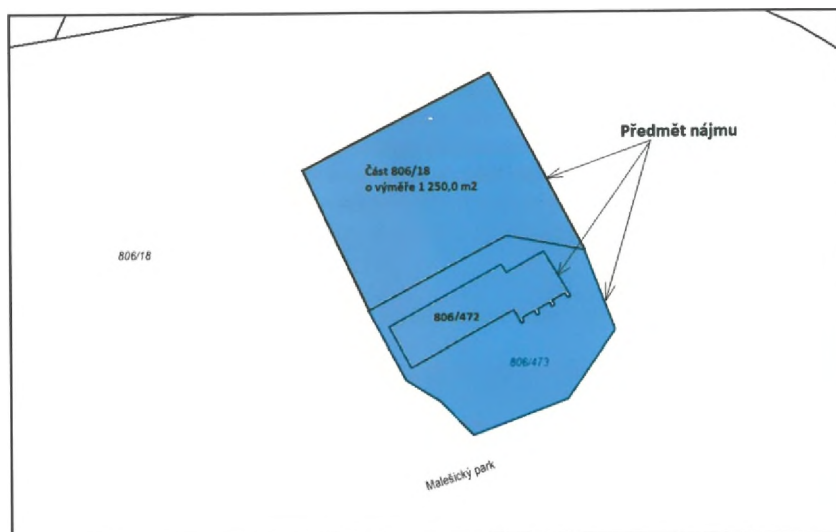 Předmět nájmu
Část 806/18
o výměře 1 250,0 m2
806/18
806/472
806/473
Malešický park